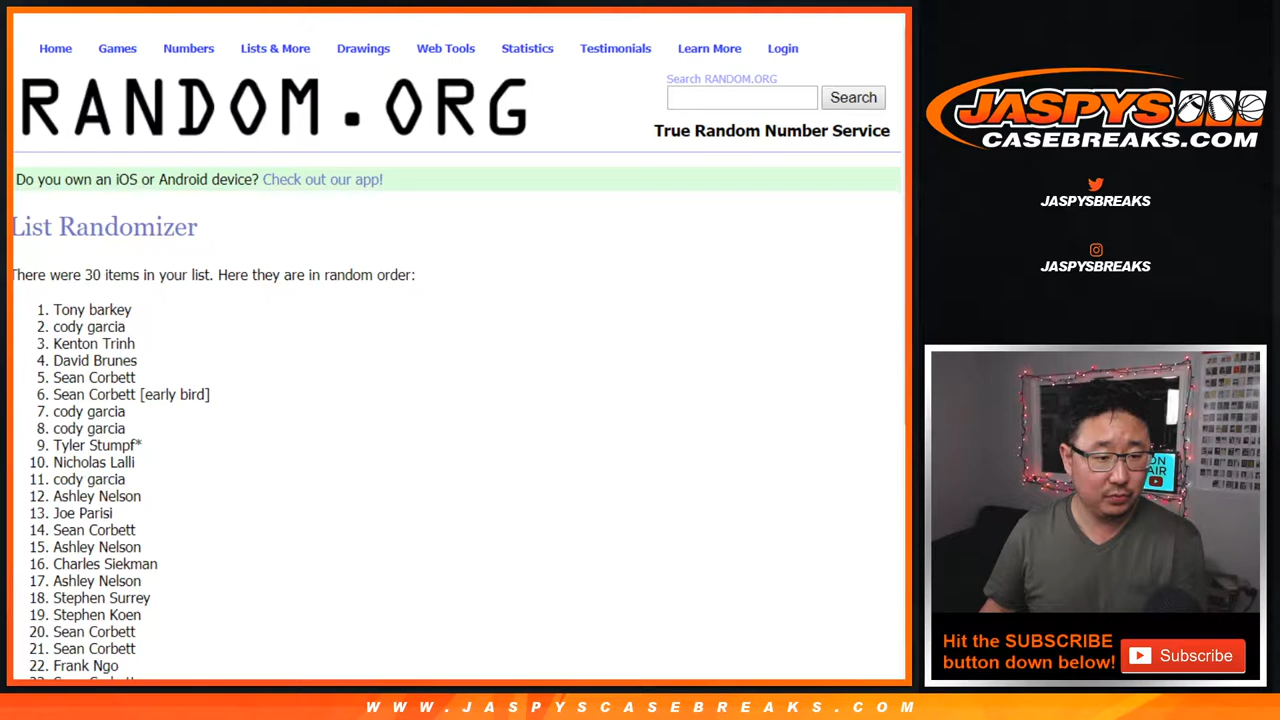 Home Games Numbers Lists & More Drawings Web Tools Statistics Testimonials Learn More Login
RANDOM.ORG
Search RANDOM.ORG
Search
True Random Number Service
Do you own an iOS or Android device? Check out our app!
List Randomizer
There were 30 items in your list. Here they are in random order:
1. Tony barkey
2. cody garcia
3. Kenton Trinh
4. David Brunes
5. Sean Corbett
6. Sean Corbett [early bird]
7. cody garcia
8. cody garcia
9. Tyler Stumpf*
10. Nicholas Lalli
11. cody garcia
12. Ashley Nelson
13. Joe Parisi
14. Sean Corbett
15. Ashley Nelson
16. Charles Siekman
17. Ashley Nelson
18. Stephen Surrey
19. Stephen Koen
20. Sean Corbett
21. Sean Corbett
22. Frank Ngo
JASPYS
CASEBREAKS.COM
JASPYSBREAKS
JASPYSBREAKS
ON
AIR
Hit the SUBSCRIBE
button down below!
Subscribe
WWW.JASPYSCASEBREAKS.COM